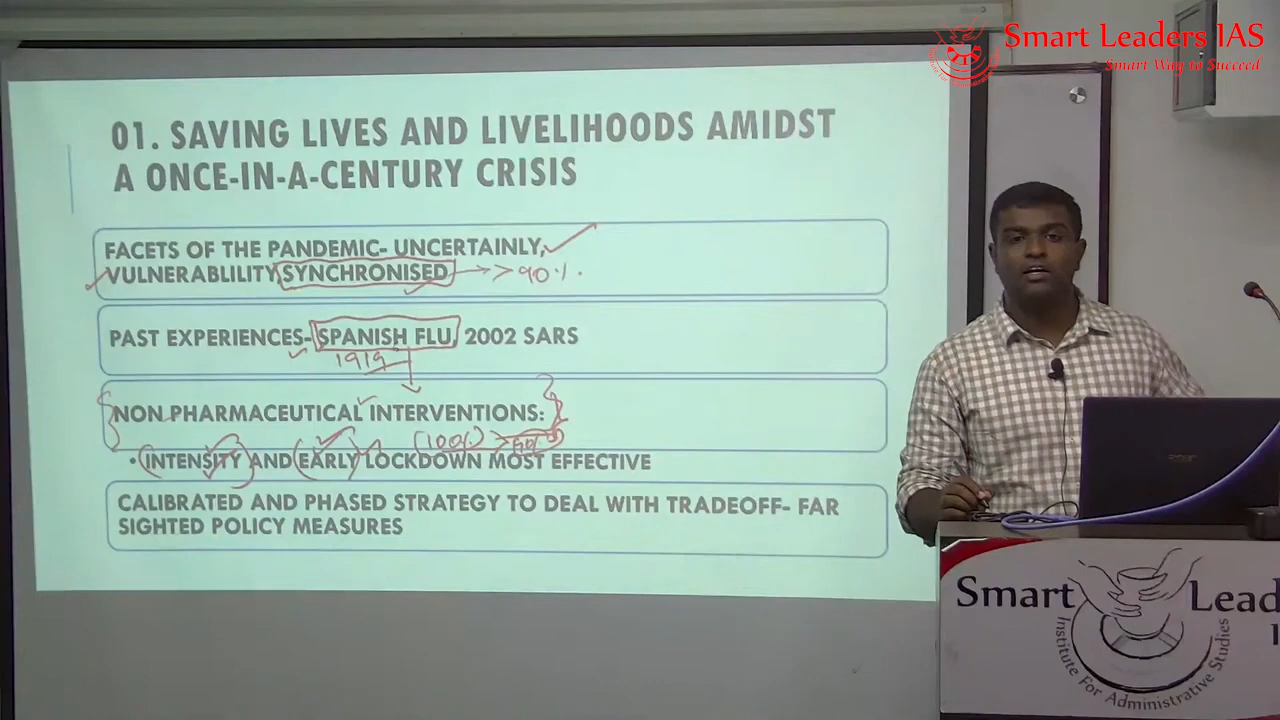 Smart Leaders IAS
Smart Way to Succeed
01. SAVING LIVES AND LIVELIHOODS AMIDST
A ONCE-IN-A-CENTURY CRISIS
FACETS OF THE PANDEMIC- UNCERTAINLY,
VULNERABLILITY SYNCHRONISED → > 90%.
PAST EXPERIENCES- SPANISH FLU, 2002 SARS
1919
NON PHARMACEUTICAL INTERVENTIONS:
(100%) >
• INTENSITY AND EARLY LOCKDOWN MOST EFFECTIVE
CALIBRATED AND PHASED STRATEGY TO DEAL WITH TRADEOFF- FAR
SIGHTED POLICY MEASURES
Smart Lead
Institute For Administrative Studies